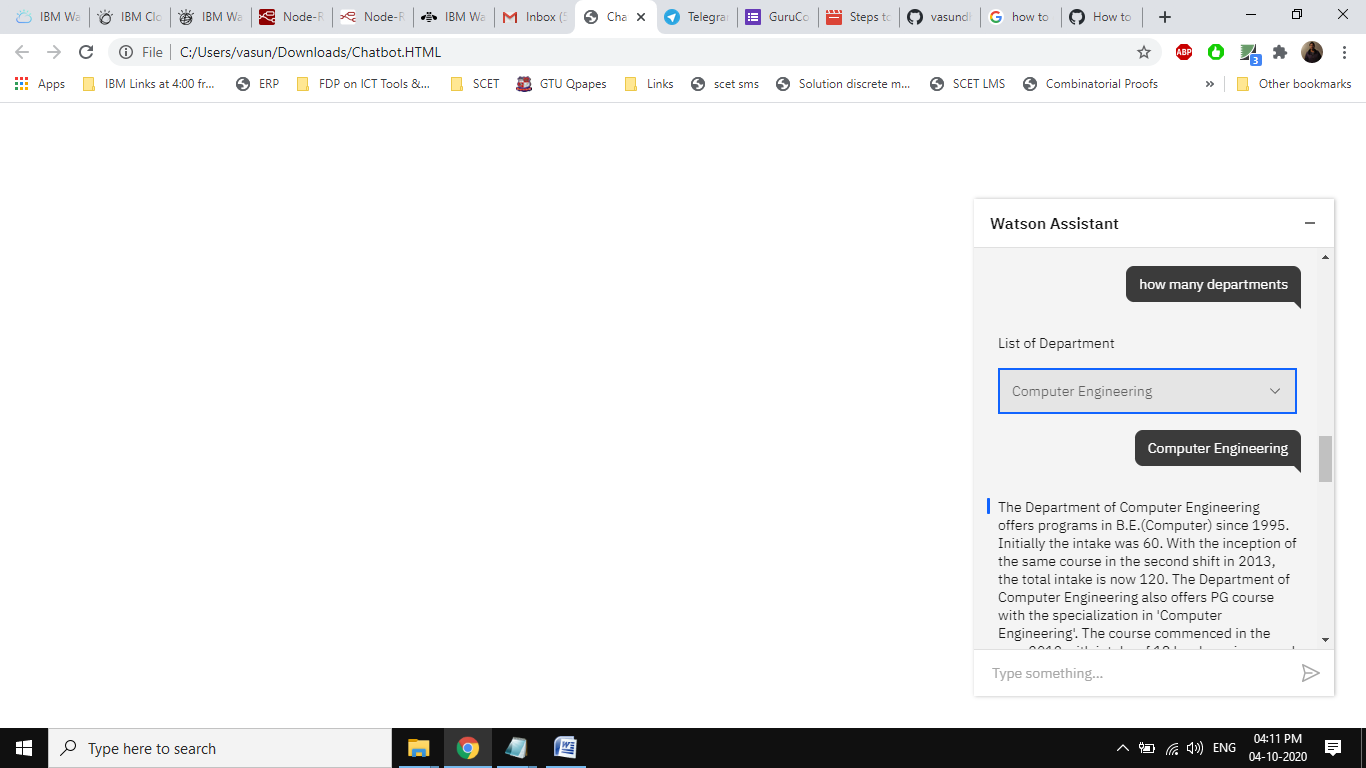 IBM Wa
IBM Clo
IBM Wa
Node-R
Node-R
IBM Wa
Inbox (5
Cha
Telegra
GuruCo
Steps to
vasundh
how to
How to
File
C:/Users/vasun/Downloads/Chatbot.HTML
ABP
3
Apps
IBM Links at 4:00 fr...
ERP
FDP on ICT Tools &...
SCET
GTU Qpapes
Links
scet sms
Solution discrete m...
SCET LMS
Combinatorial Proofs
»
Other bookmarks
Watson Assistant
how many departments
List of Department
Computer Engineering
Computer Engineering
The Department of Computer Engineering
offers programs in B.E.(Computer) since 1995.
Initially the intake was 60. With the inception of
the same course in the second shift in 2013,
the total intake is now 120. The Department of
Computer Engineering also offers PG course
with the specialization in 'Computer
Engineering'. The course commenced in the
Type something...
Type here to search
ENG
04:11 PM
04-10-2020